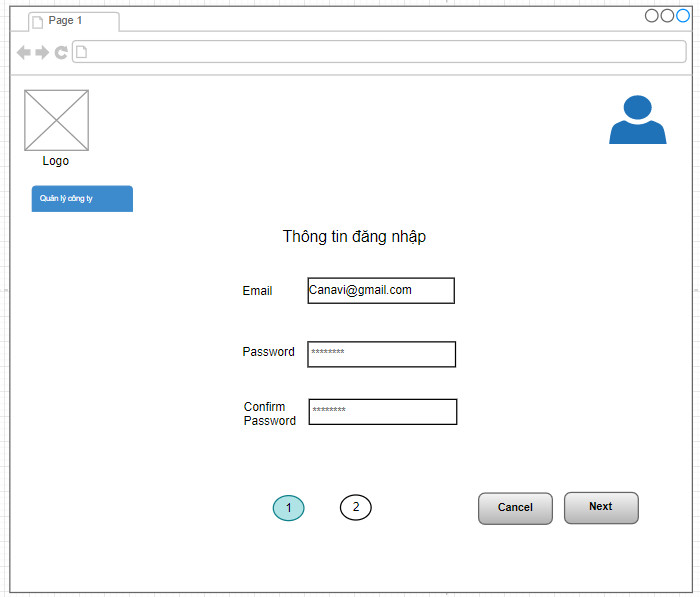 Page 1
Logo
Quản lý công ty
Thông tin đăng nhập
Email
Canavi@gmail.com
Password
********
Confirm
Password
********
1
2
Cancel
Next